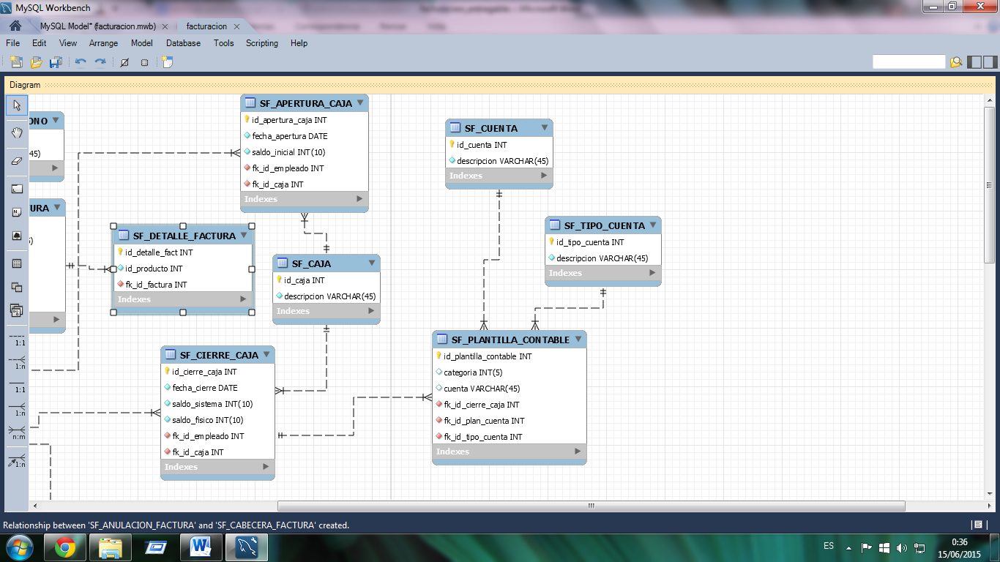 MySQL Workbench
MySQL Model* (facturacion.mwb)
facturacion
File Edit View Arrange Model Database Tools Scripting Help
Diagram
ONO
45)
URA
SF_APERTURA_CAJA
id_apertura_caja INT
fecha_apertura DATE
saldo_inicial INT(10)
fk_id_empleado INT
fk_id_caja INT
Indexes
SF_CUENTA
id_cuenta INT
descripcion VARCHAR(45)
Indexes
SF_TIPO_CUENTA
id_tipo_cuenta INT
descripcion VARCHAR(45)
Indexes
SF_DETALLE_FACTURA
id_detalle_fact INT
id_producto INT
fk_id_factura INT
Indexes
SF_CAJA
id_caja INT
descripcion VARCHAR(45)
Indexes
SF_CIERRE_CAJA
id_cierre_caja INT
fecha_cierre DATE
saldo_sistema INT(10)
saldo_fisico INT(10)
fk_id_empleado INT
fk_id_caja INT
Indexes
SF_PLANTILLA_CONTABLE
id_plantilla_contable INT
categoria INT(5)
cuenta VARCHAR(45)
fk_id_cierre_caja INT
fk_id_plan_cuenta INT
fk_id_tipo_cuenta INT
Indexes
1:1
1:n
1:1
1:n
n:m
1:n
Relationship between 'SF_ANULACION_FACTURA' and 'SF_CABECERA_FACTURA' created.
ES
0:36
15/06/2015